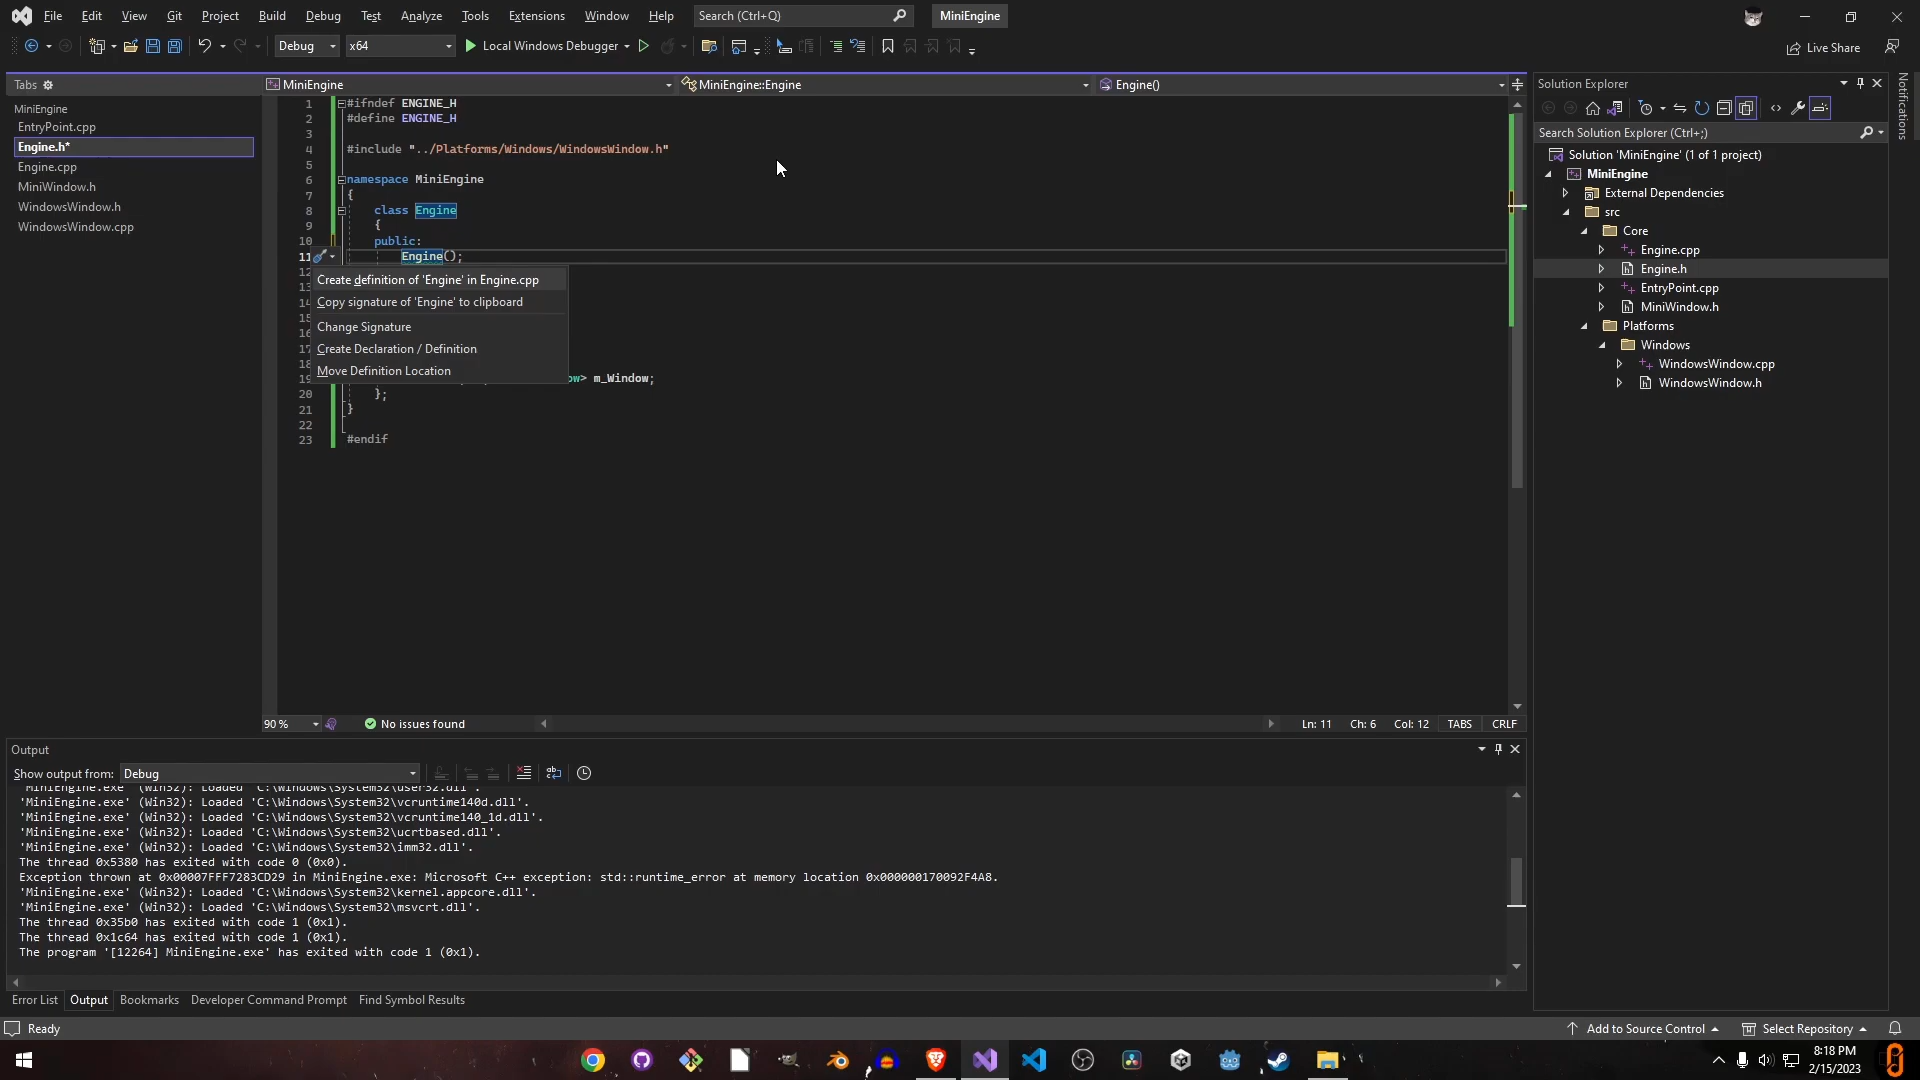 File Edit View Git Project Build Debug Test Analyze Tools Extensions Window Help Search (Ctrl+Q) MiniEngine
Debug x64 Local Windows Debugger Live Share
Tabs
MiniEngine
EntryPoint.cpp
Engine.h*
Engine.cpp
MiniWindow.h
WindowsWindow.h
WindowsWindow.cpp
MiniEngine MiniEngine::Engine Engine()
1 #ifndef ENGINE_H
2 #define ENGINE_H
3
4 #include "../Platforms/Windows/WindowsWindow.h"
5
6 namespace MiniEngine
7 {
8 class Engine
9 {
10 public:
11 Engine();
Create definition of 'Engine' in Engine.cpp
Copy signature of 'Engine' to clipboard
Change Signature
Create Declaration / Definition
Move Definition Location
19 ow> m_Window;
20 };
21 }
22
23 #endif
90 % No issues found Ln: 11 Ch: 6 Col: 12 TABS CRLF
Output
Show output from: Debug
'MiniEngine.exe' (Win32): Loaded 'C:\Windows\System32\user32.dll'.
'MiniEngine.exe' (Win32): Loaded 'C:\Windows\System32\vcruntime140d.dll'.
'MiniEngine.exe' (Win32): Loaded 'C:\Windows\System32\vcruntime140_1d.dll'.
'MiniEngine.exe' (Win32): Loaded 'C:\Windows\System32\ucrtbased.dll'.
'MiniEngine.exe' (Win32): Loaded 'C:\Windows\System32\imm32.dll'.
The thread 0x5380 has exited with code 0 (0x0).
Exception thrown at 0x00007FFF7283CD29 in MiniEngine.exe: Microsoft C++ exception: std::runtime_error at memory location 0x000000170092F4A8.
'MiniEngine.exe' (Win32): Loaded 'C:\Windows\System32\kernel.appcore.dll'.
'MiniEngine.exe' (Win32): Loaded 'C:\Windows\System32\msvcrt.dll'.
The thread 0x35b0 has exited with code 1 (0x1).
The thread 0x1c64 has exited with code 1 (0x1).
The program '[12264] MiniEngine.exe' has exited with code 1 (0x1).
Error List Output Bookmarks Developer Command Prompt Find Symbol Results
Solution Explorer
Search Solution Explorer (Ctrl+;)
Solution 'MiniEngine' (1 of 1 project)
MiniEngine
External Dependencies
src
Core
Engine.cpp
Engine.h
EntryPoint.cpp
MiniWindow.h
Platforms
Windows
WindowsWindow.cpp
WindowsWindow.h
Notifications
Ready Add to Source Control Select Repository
8:18 PM
2/15/2023